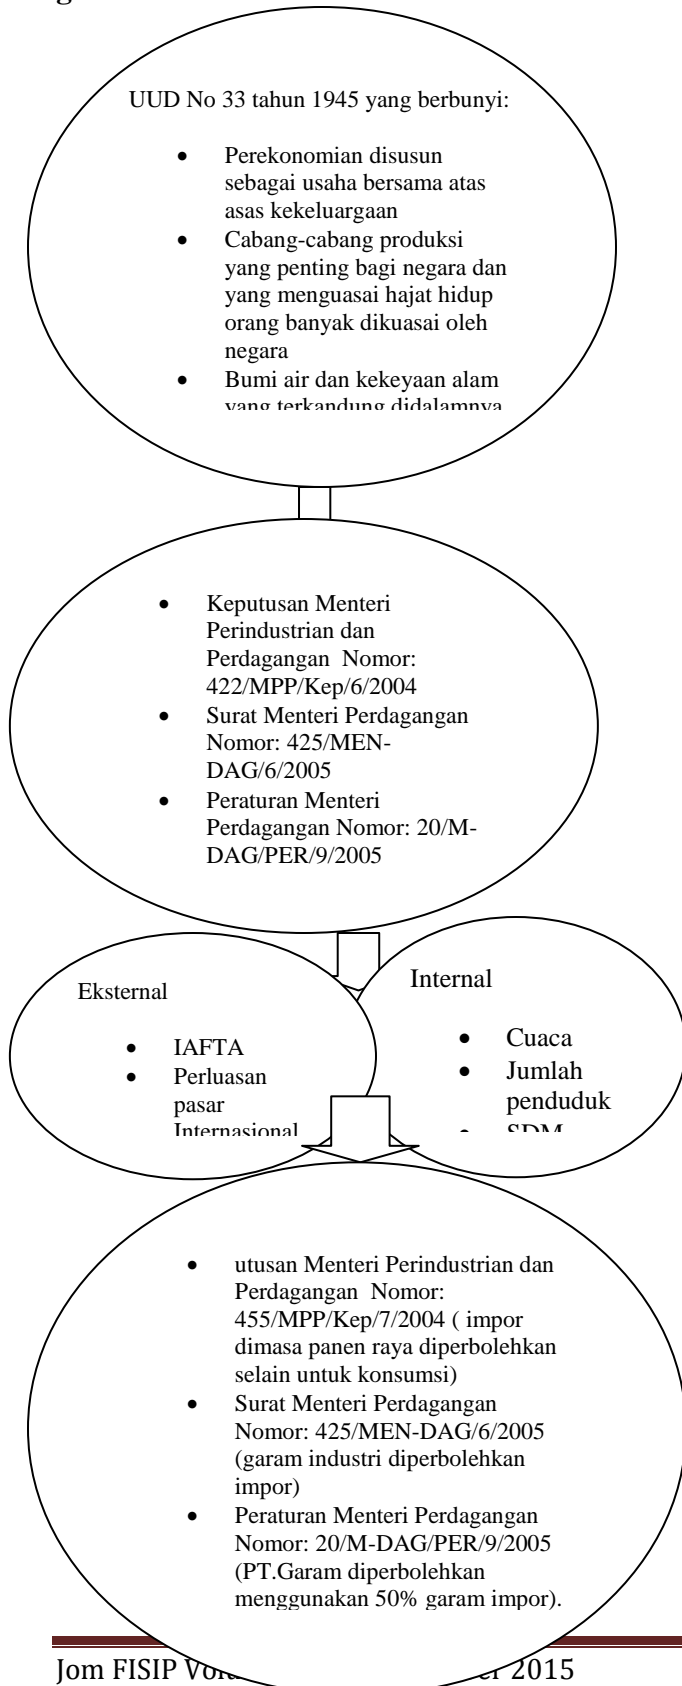 UUD No 33 tahun 1945 yang berbunyi:
• Perekonomian disusun
sebagai usaha bersama atas
asas kekeluargaan
• Cabang-cabang produksi
yang penting bagi negara dan
yang menguasai hajat hidup
orang banyak dikuasai oleh
negara
• Bumi air dan kekeyaan alam
yang terkandung didalamnya
• Keputusan Menteri
Perindustrian dan
Perdagangan Nomor:
422/MPP/Kep/6/2004
• Surat Menteri Perdagangan
Nomor: 425/MEN-
DAG/6/2005
• Peraturan Menteri
Perdagangan Nomor: 20/M-
DAG/PER/9/2005
Eksternal
• IAFTA
• Perluasan
pasar
Internasional
Internal
• Cuaca
• Jumlah
penduduk
• SDM
• utusan Menteri Perindustrian dan
Perdagangan Nomor:
455/MPP/Kep/7/2004 ( impor
dimasa panen raya diperbolehkan
selain untuk konsumsi)
• Surat Menteri Perdagangan
Nomor: 425/MEN-DAG/6/2005
(garam industri diperbolehkan
impor)
• Peraturan Menteri Perdagangan
Nomor: 20/M-DAG/PER/9/2005
(PT.Garam diperbolehkan
menggunakan 50% garam impor).
Jom FISIP 2015